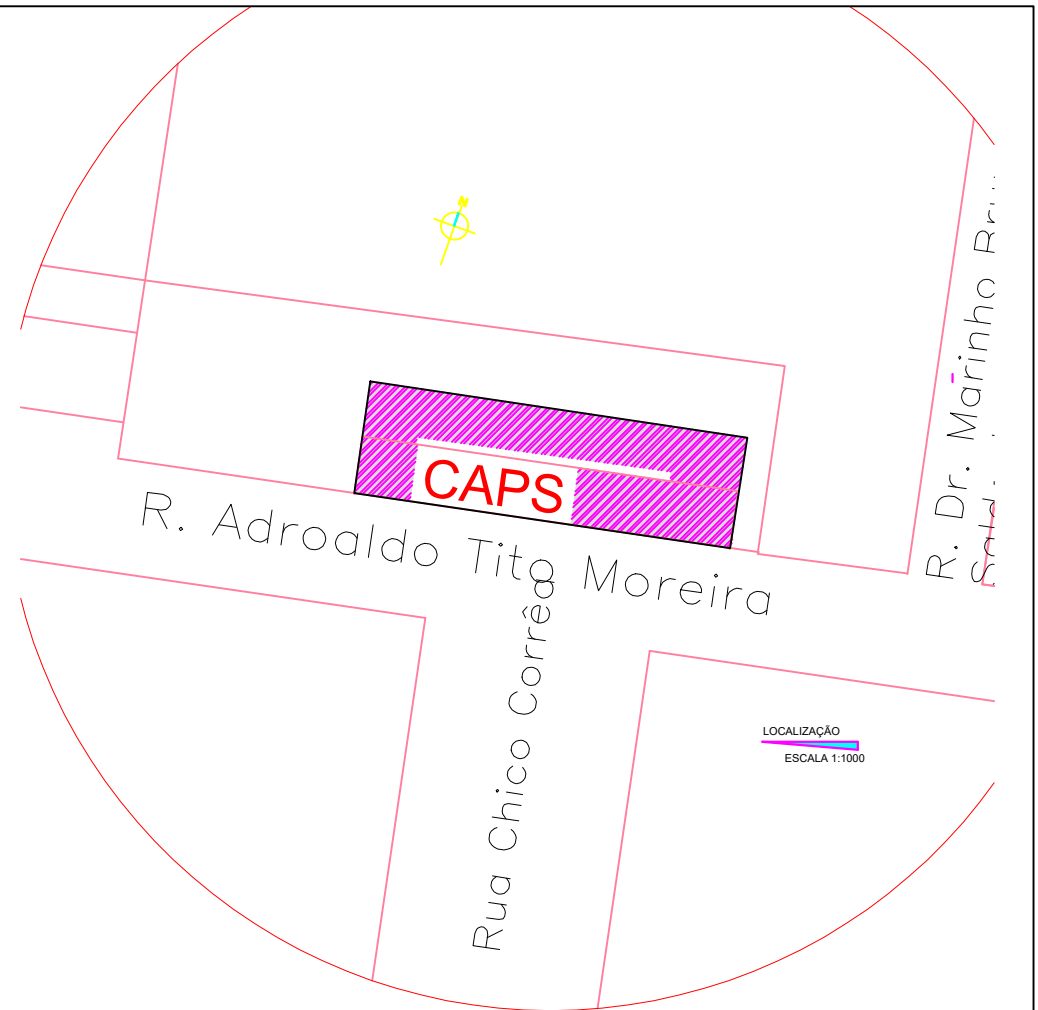 N
CAPS
R. Adroaldo Tito Moreira
Rua Chico Corrêa
R. Dr. Marinho
LOCALIZAÇÃO
ESCALA 1:1000